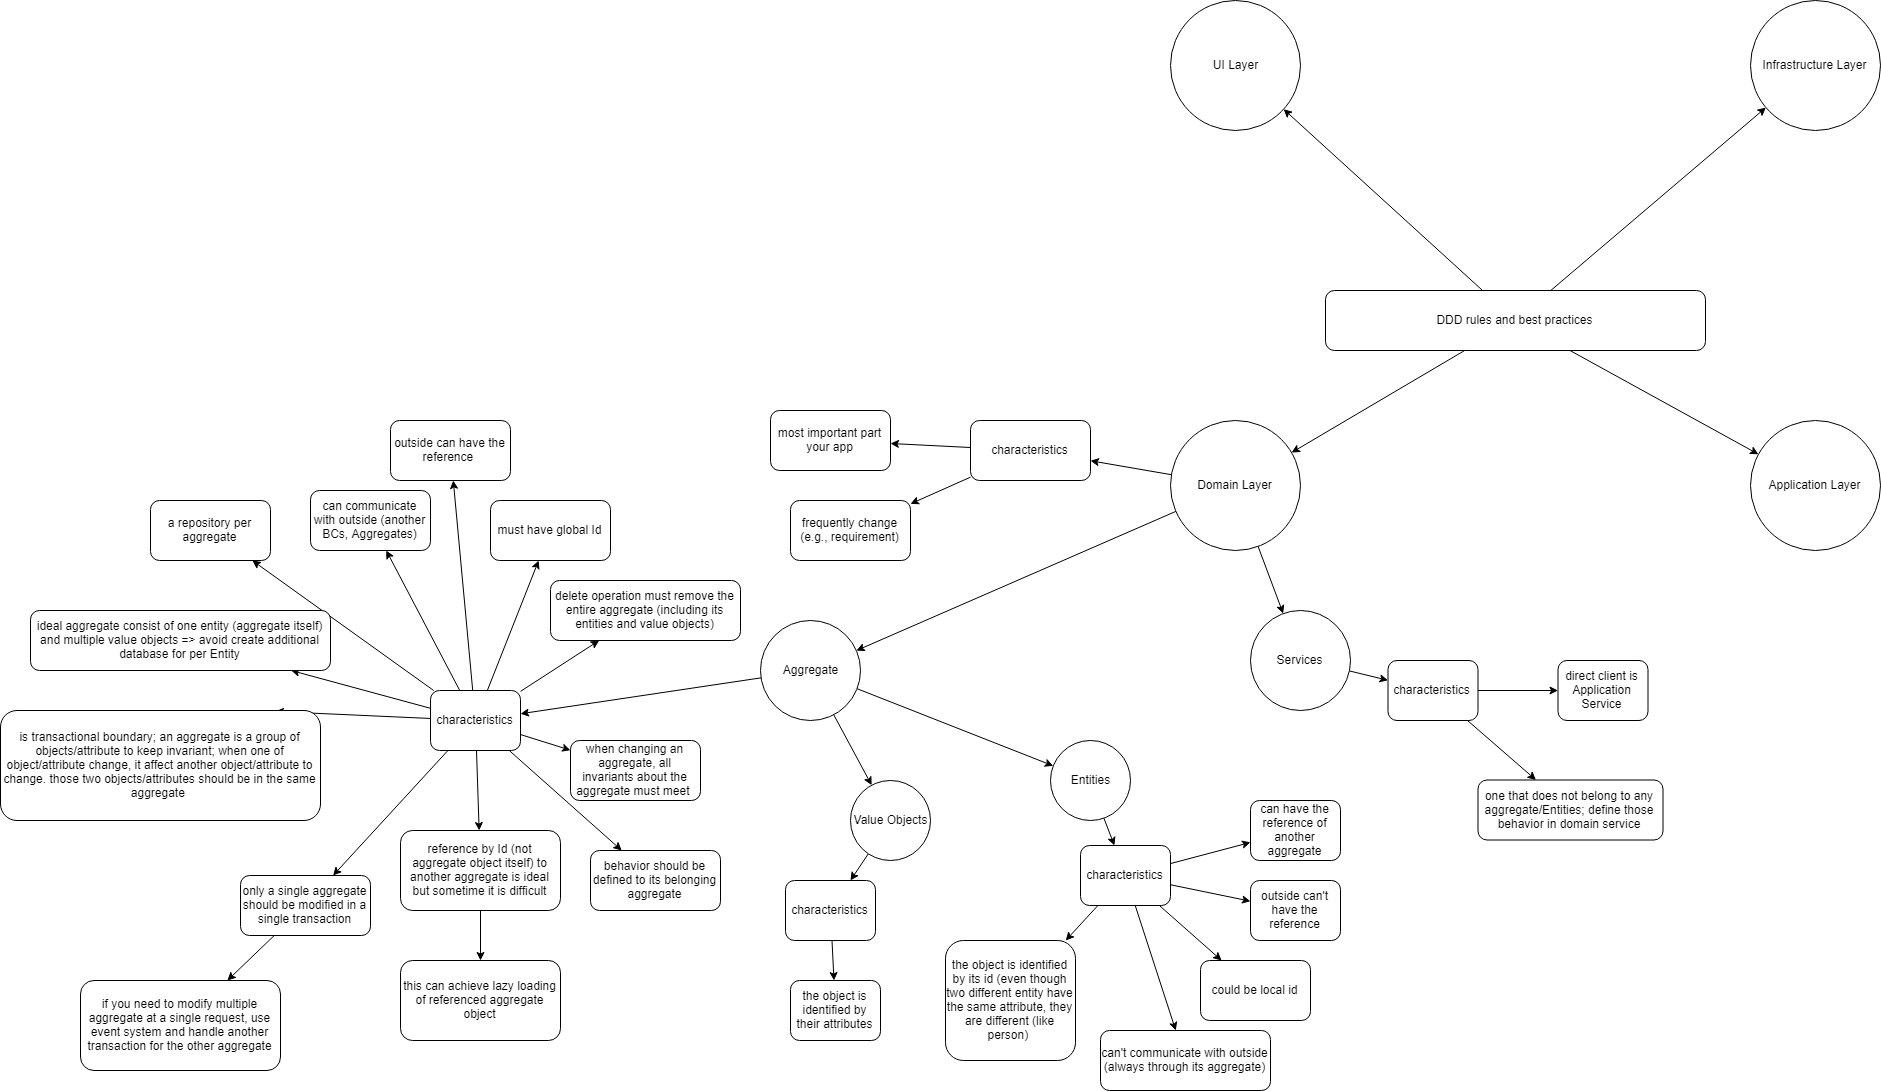 UI Layer
Infrastructure Layer
DDD rules and best practices
Domain Layer
Application Layer
characteristics
most important part
your app
frequently change
(e.g., requirement)
outside can have the
reference
can communicate
with outside (another
BCs, Aggregates)
must have global Id
a repository per
aggregate
delete operation must remove the
entire aggregate (including its
entities and value objects)
ideal aggregate consist of one entity (aggregate itself)
and multiple value objects => avoid create additional
database for per Entity
Aggregate
Services
characteristics
direct client is
Application
Service
one that does not belong to any
aggregate/Entities; define those
behavior in domain service
characteristics
is transactional boundary; an aggregate is a group of
objects/attribute to keep invariant; when one of
object/attribute change, it affect another object/attribute to
change. those two objects/attributes should be in the same
aggregate
when changing an
aggregate, all
invariants about the
aggregate must meet
Entities
Value Objects
reference by Id (not
aggregate object itself) to
another aggregate is ideal
but sometime it is difficult
behavior should be
defined to its belonging
aggregate
only a single aggregate
should be modified in a
single transaction
characteristics
characteristics
can have the
reference of
another
aggregate
outside can't
have the
reference
if you need to modify multiple
aggregate at a single request, use
event system and handle another
transaction for the other aggregate
this can achieve lazy loading
of referenced aggregate
object
the object is
identified by
their attributes
the object is identified
by its id (even though
two different entity have
the same attribute, they
are different (like
person)
could be local id
can't communicate with outside
(always through its aggregate)